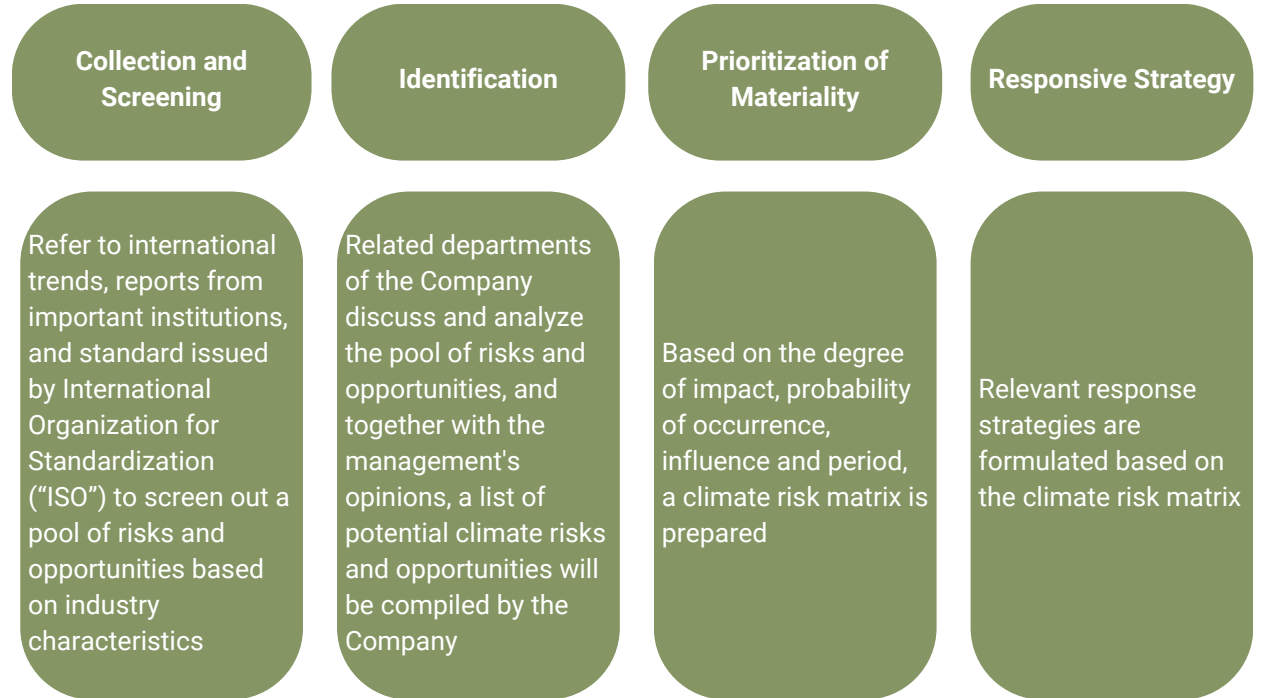 Collection and
Screening
Identification
Prioritization of
Materiality
Responsive Strategy
Refer to international
trends, reports from
important institutions,
and standard issued
by International
Organization for
Standardization
(“ISO”) to screen out a
pool of risks and
opportunities based
on industry
characteristics
Related departments
of the Company
discuss and analyze
the pool of risks and
opportunities, and
together with the
management's
opinions, a list of
potential climate risks
and opportunities will
be compiled by the
Company
Based on the degree
of impact, probability
of occurrence,
influence and period,
a climate risk matrix is
prepared
Relevant response
strategies are
formulated based on
the climate risk matrix